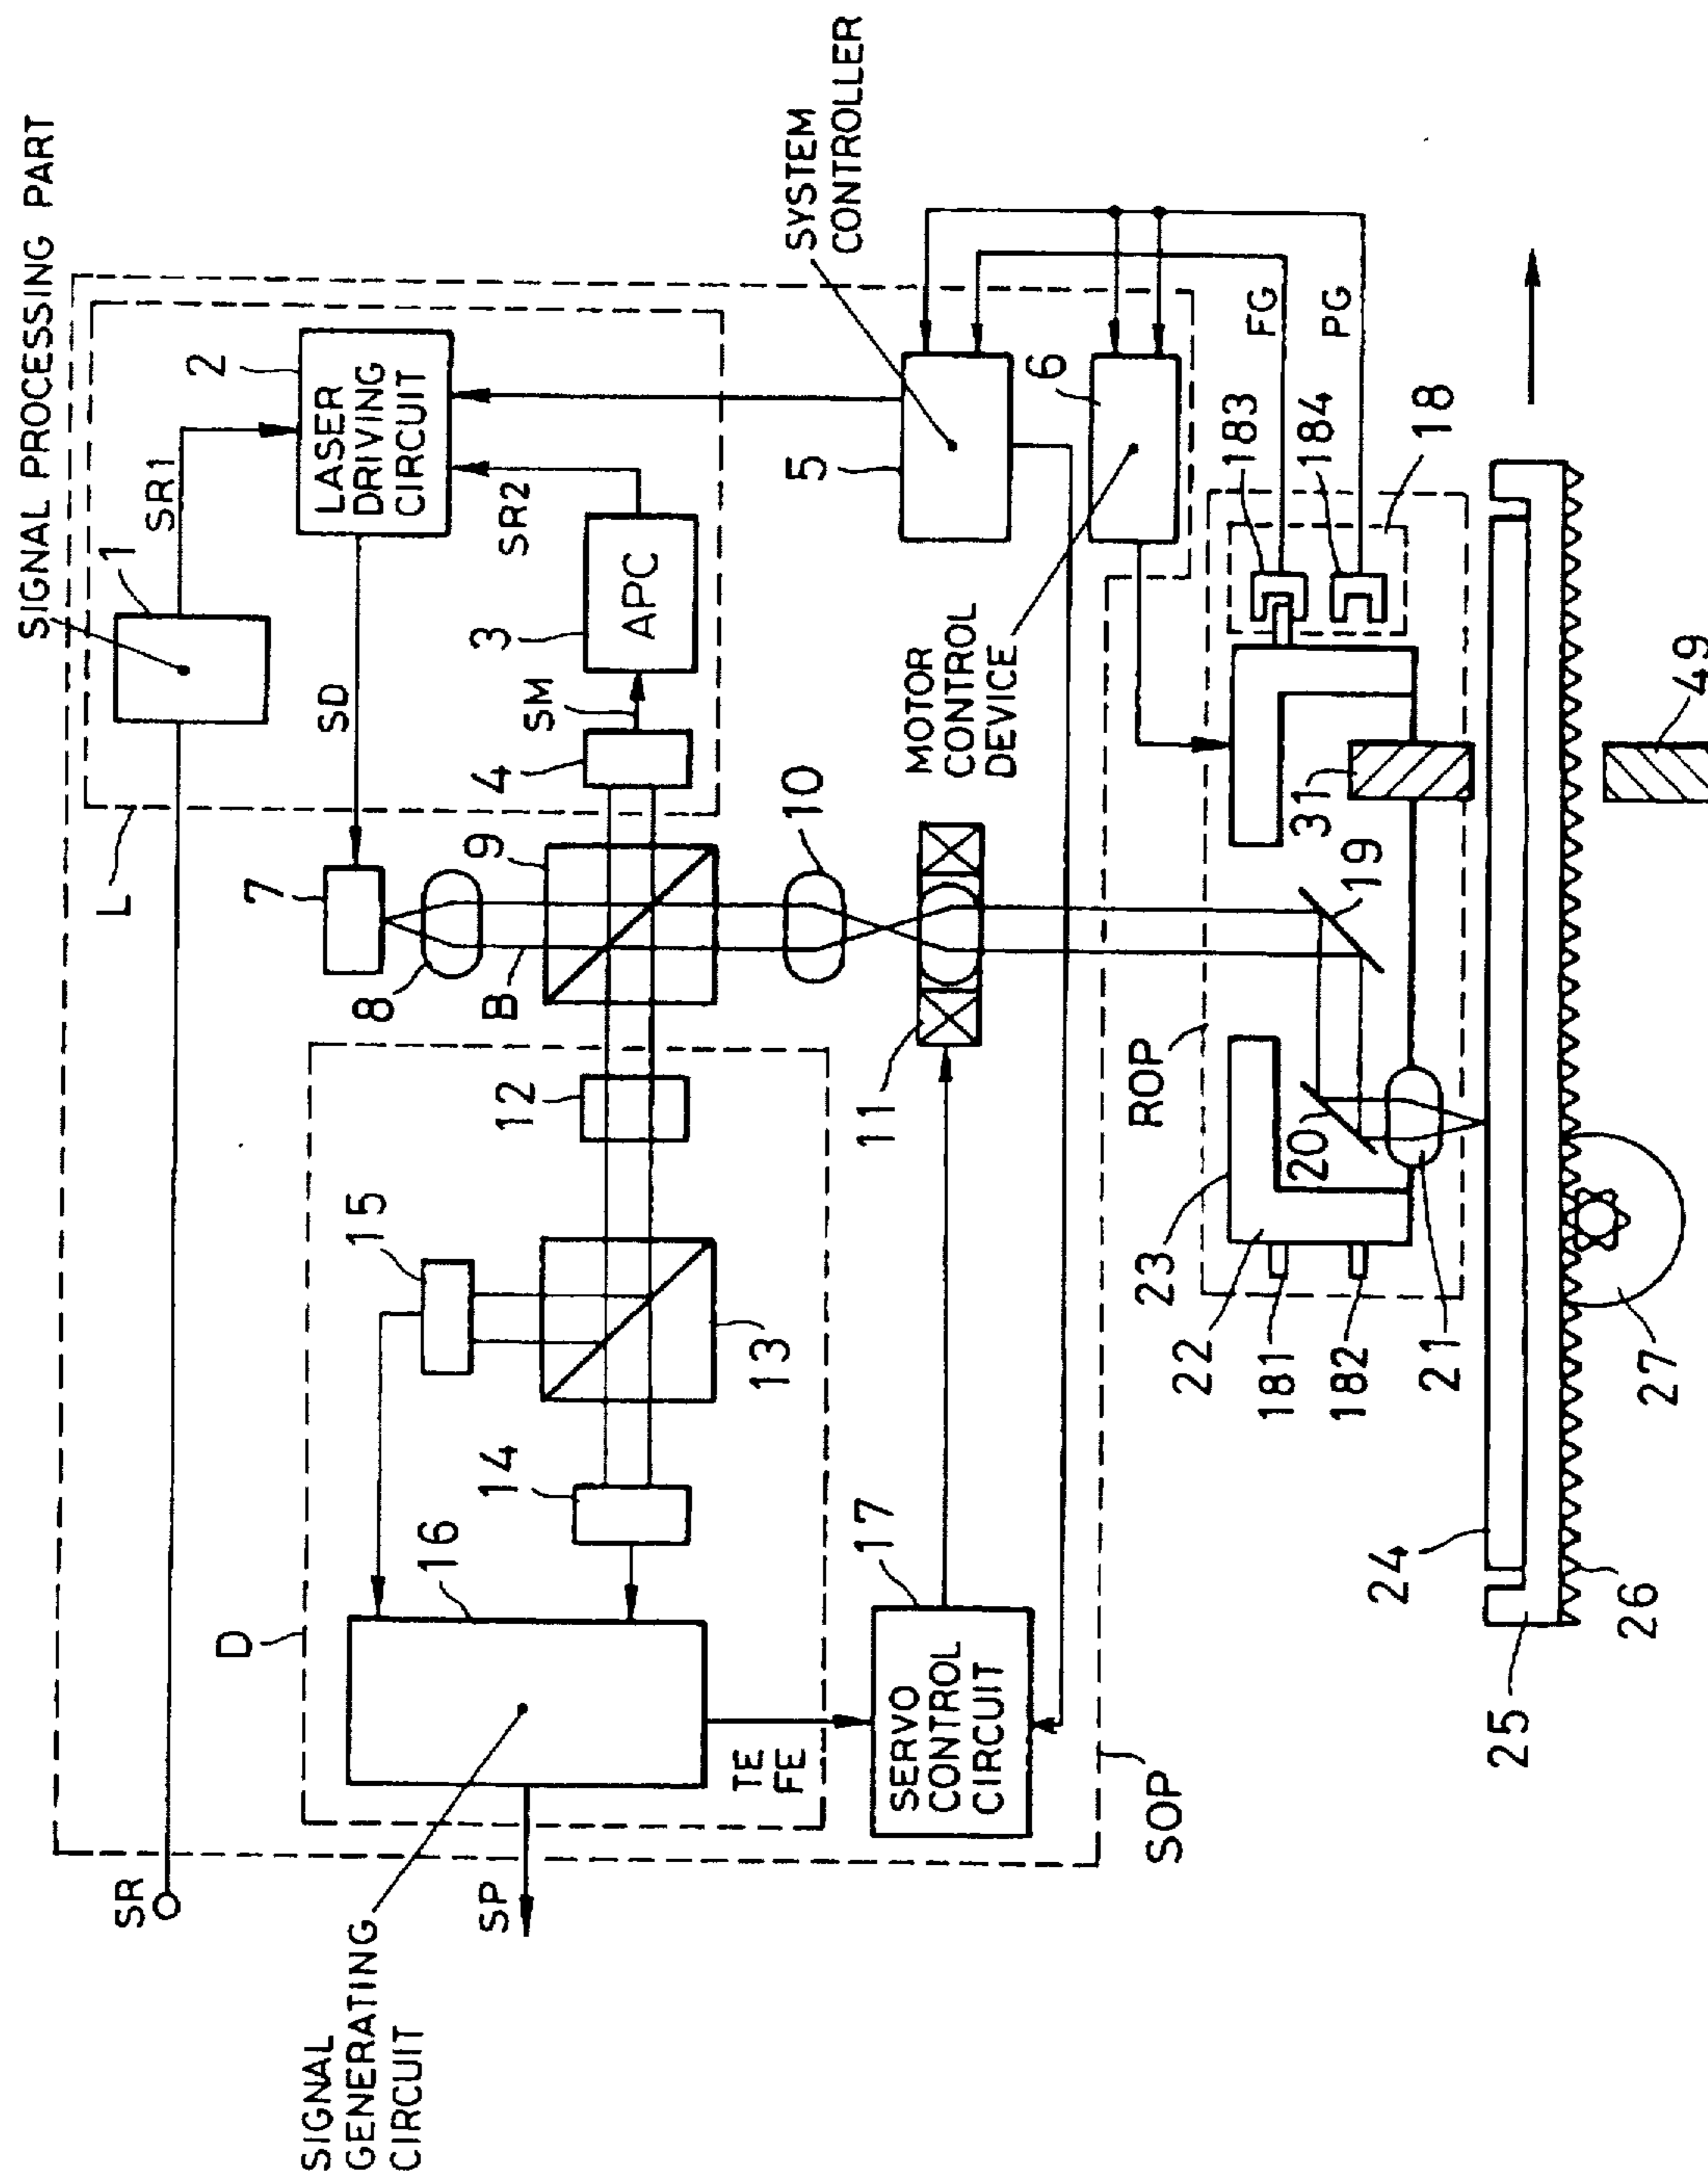 SIGNAL PROCESSING PART
SR
1
SR1
2
LASER
DRIVING
CIRCUIT
SD
SR2
3
APC
SM
4
L
7
8
B
9
10
11
D
12
13
14
15
16
SIGNAL
GENERATING
CIRCUIT
SP
TE
FE
17
SERVO
CONTROL
CIRCUIT
SOP
SYSTEM
CONTROLLER
5
6
MOTOR
CONTROL
DEVICE
FG
PG
183
184
18
ROP
19
20
21
22
23
181
182
31
24
25
26
27
49